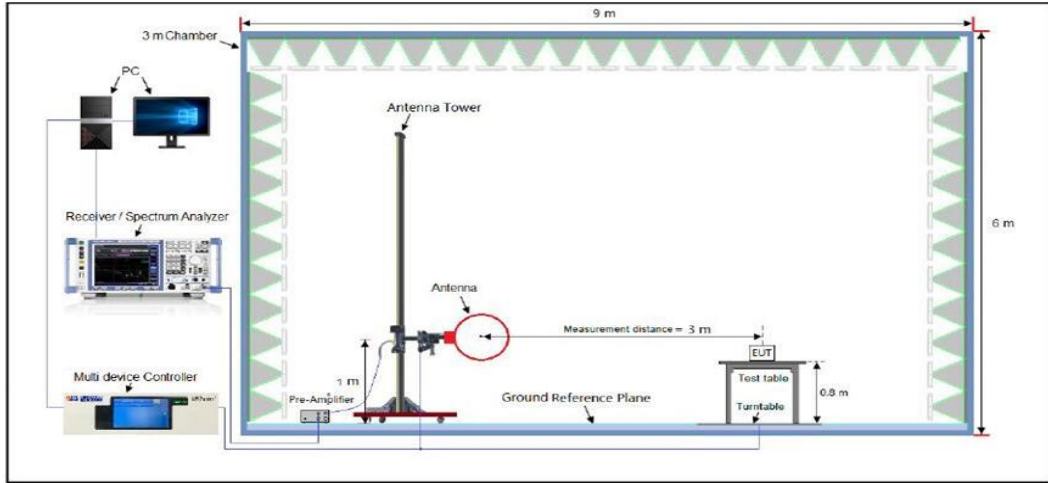 9 m
3 m Chamber
PC
Antenna Tower
Receiver / Spectrum Analyzer
6 m
Antenna
Measurement distance = 3 m
EUT
1 m
Multi device Controller
Test table
0.8 m
Pre-Amplifier
Ground Reference Plane
Turntable